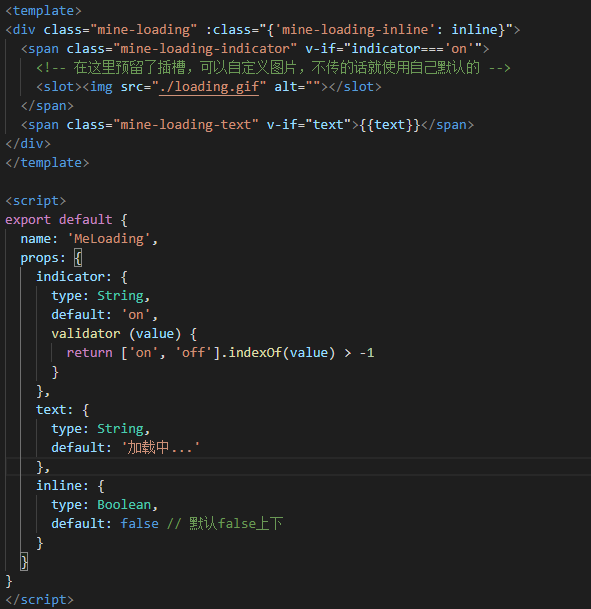 <template>
<div class="mine-loading" :class="{'mine-loading-inline': inline}">
  <span class="mine-loading-indicator" v-if="indicator==='on'">
    <!-- 在这里预留了插槽，可以自定义图片，不传的话就使用自己默认的 -->
    <slot><img src="./loading.gif" alt=""></slot>
  </span>
  <span class="mine-loading-text" v-if="text">{{text}}</span>
</div>
</template>

<script>
export default {
  name: 'MeLoading',
  props: {
    indicator: {
      type: String,
      default: 'on',
      validator (value) {
        return ['on', 'off'].indexOf(value) > -1
      }
    },
    text: {
      type: String,
      default: '加载中...'
    },
    inline: {
      type: Boolean,
      default: false // 默认false上下
    }
  }
}
</script>